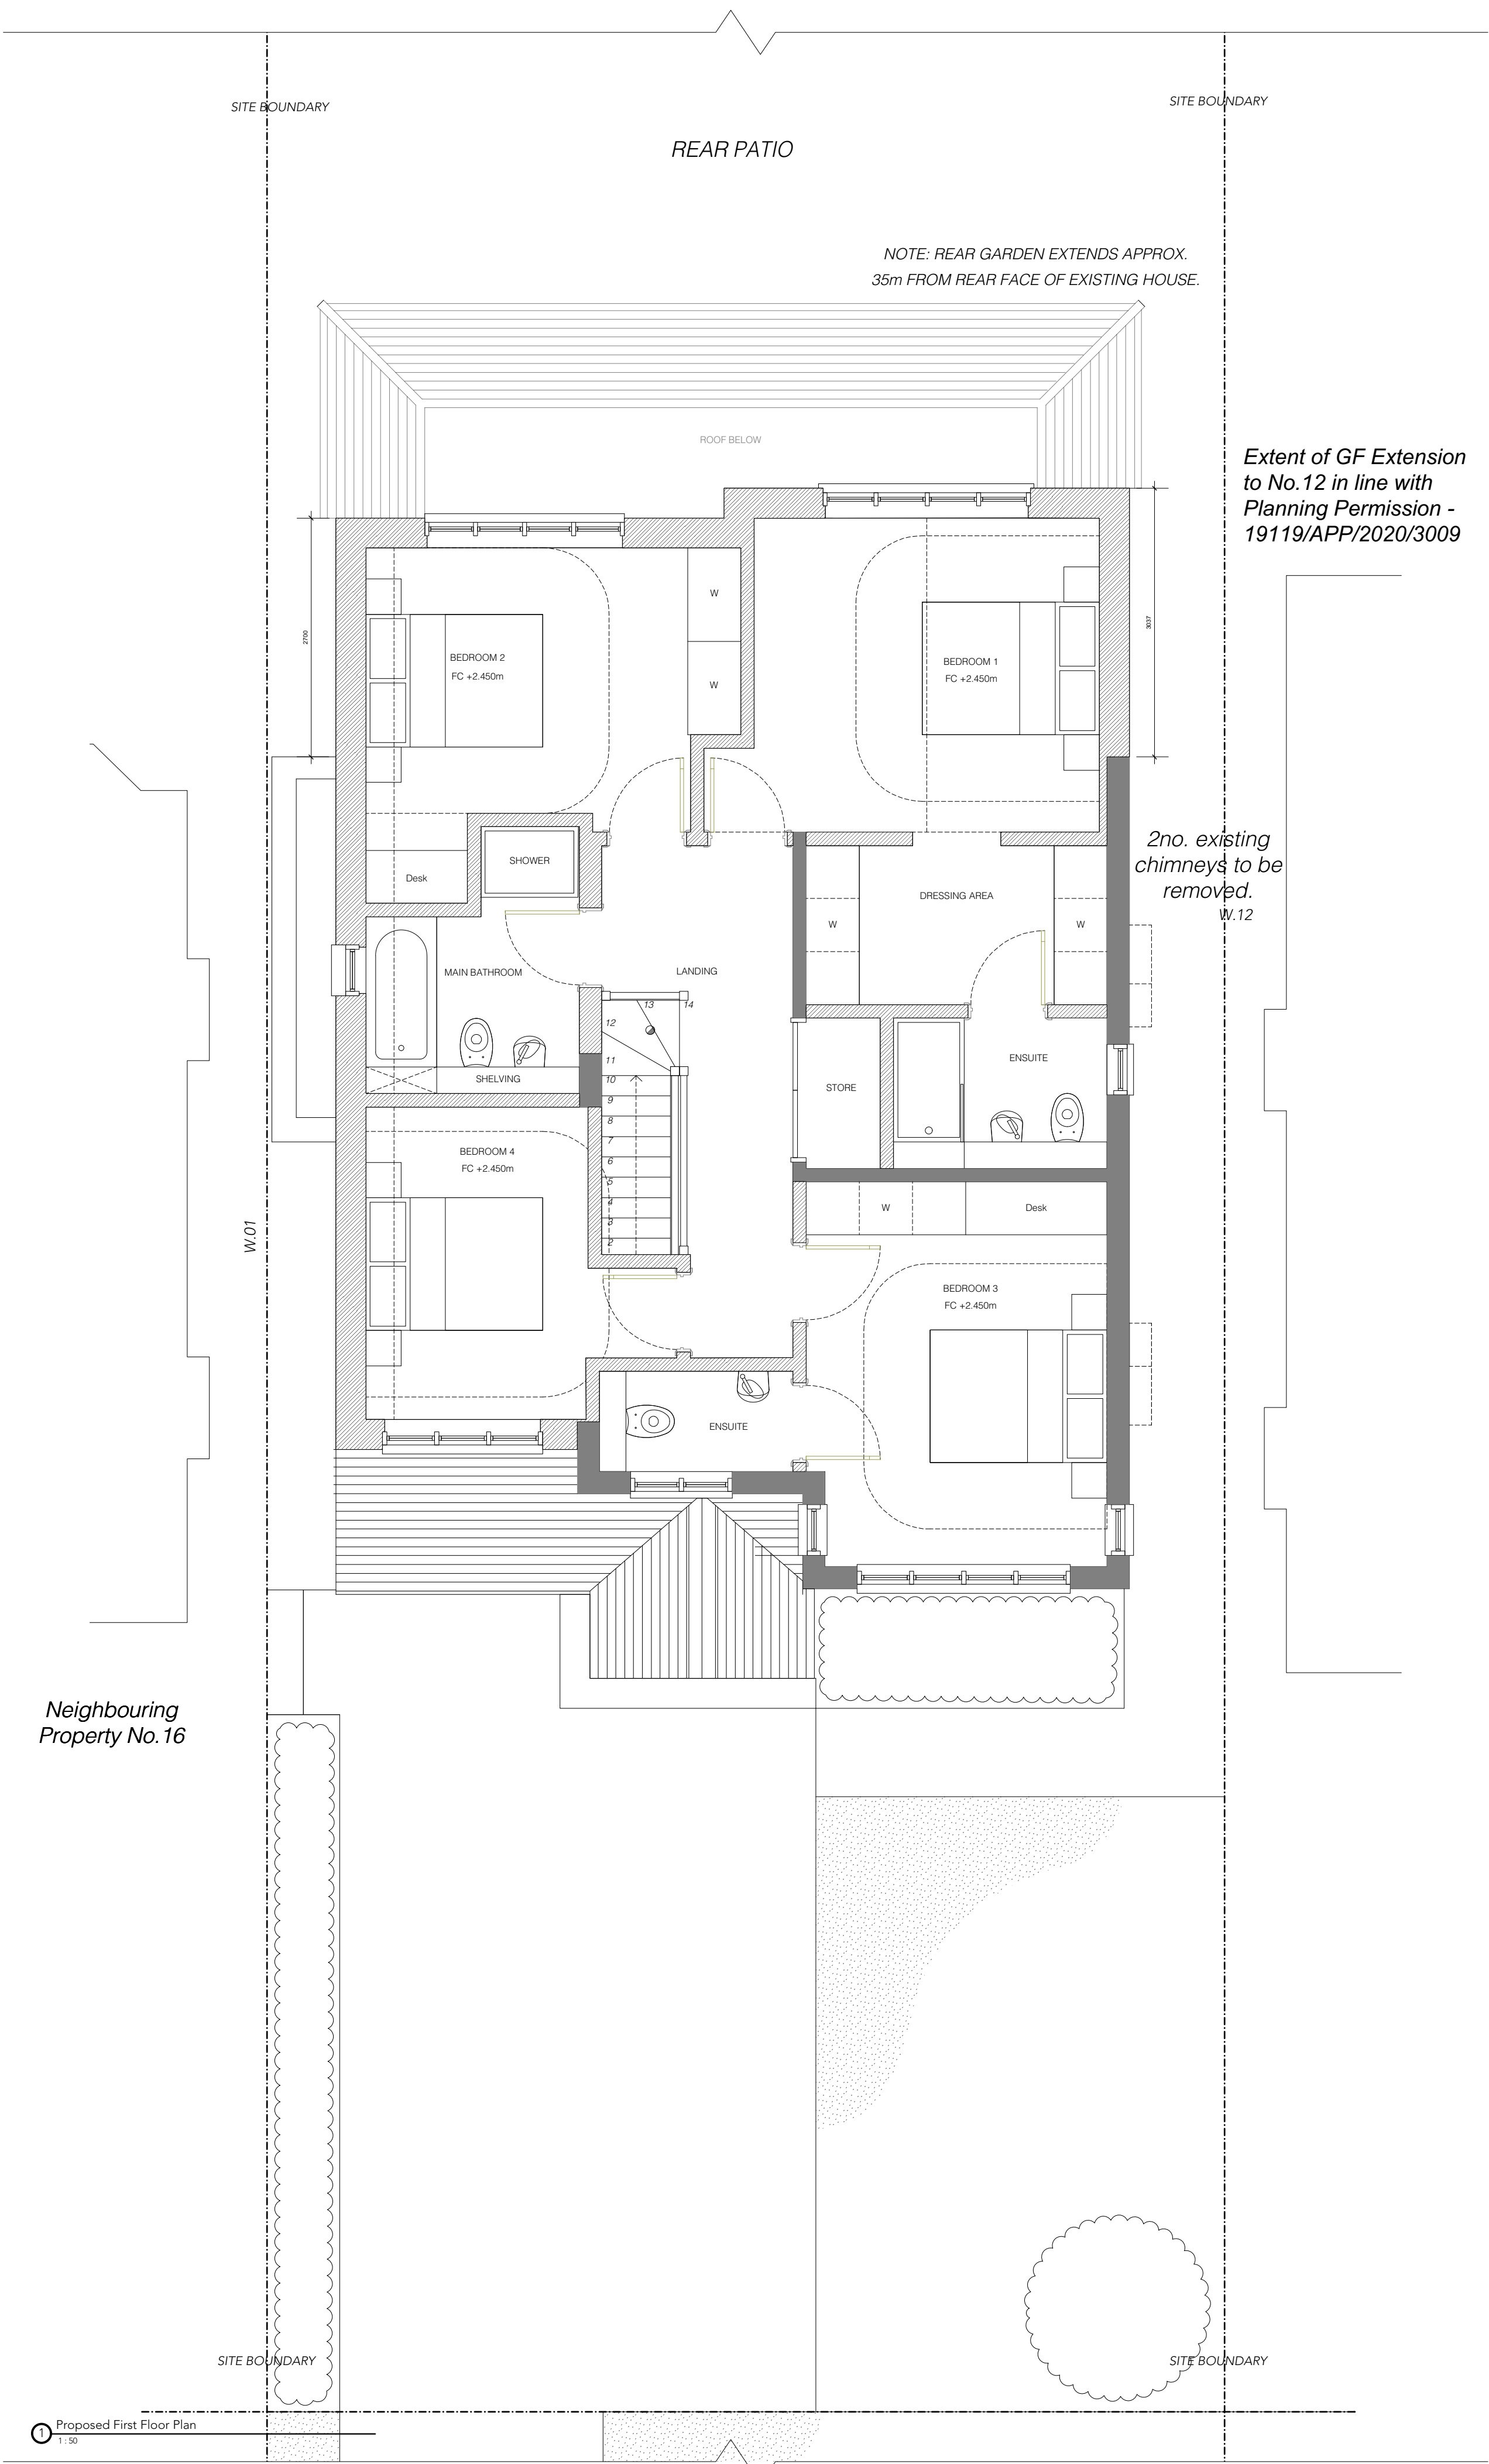 SITE BOUNDARY
SITE BOUNDARY
REAR PATIO
NOTE: REAR GARDEN EXTENDS APPROX.
35m FROM REAR FACE OF EXISTING HOUSE.
ROOF BELOW
Extent of GF Extension
to No.12 in line with
Planning Permission -
19119/APP/2020/3009
2700
3037
W
W
BEDROOM 2
FC +2.450m
BEDROOM 1
FC +2.450m
2no. existing
chimneys to be
removed.
W.12
SHOWER
Desk
DRESSING AREA
W
W
MAIN BATHROOM
LANDING
14
13
12
11
10
9
8
7
6
5
4
3
2
SHELVING
STORE
ENSUITE
BEDROOM 4
FC +2.450m
W
Desk
W.01
BEDROOM 3
FC +2.450m
ENSUITE
Neighbouring
Property No.16
SITE BOUNDARY
SITE BOUNDARY
1
Proposed First Floor Plan
1 : 50